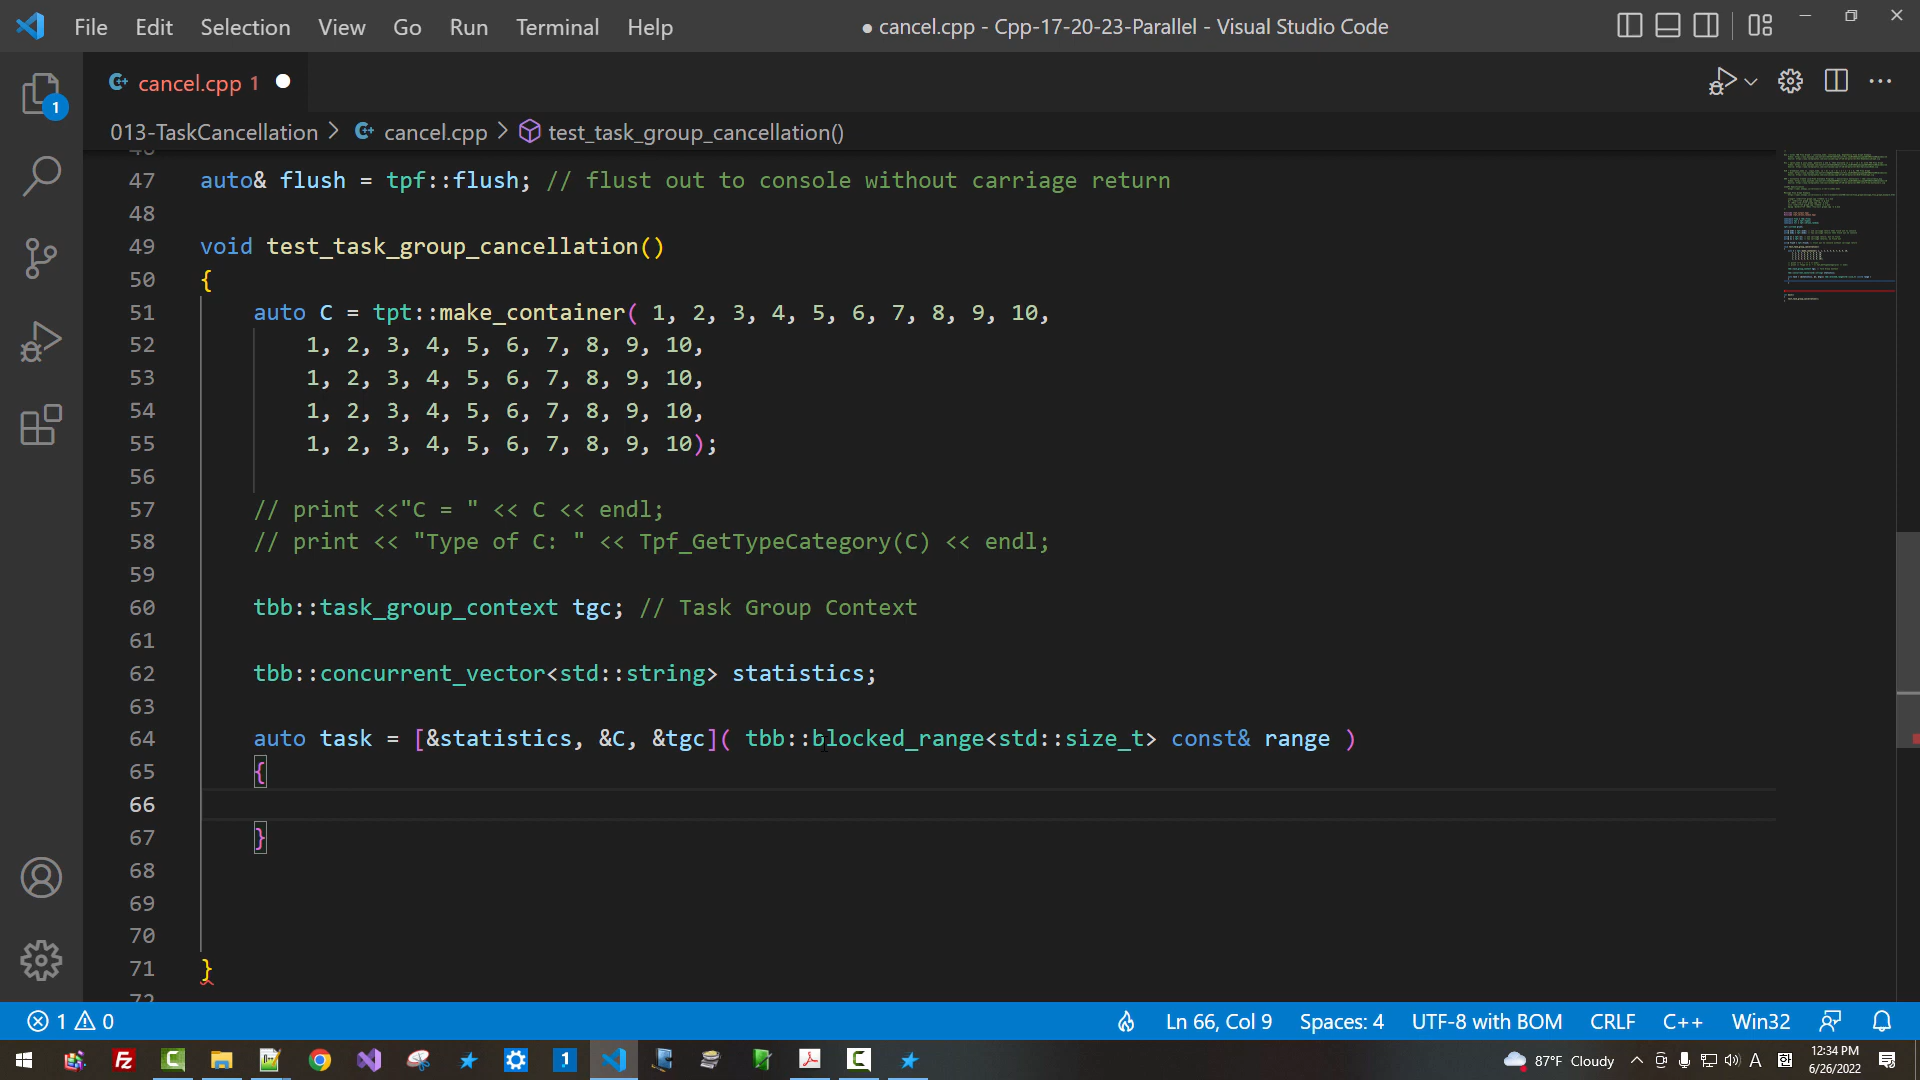 File Edit Selection View Go Run Terminal Help ● cancel.cpp - Cpp-17-20-23-Parallel - Visual Studio Code
1
cancel.cpp 1
013-TaskCancellation > cancel.cpp > test_task_group_cancellation()
47 auto& flush = tpf::flush; // flust out to console without carriage return
48
49 void test_task_group_cancellation()
50 {
51 auto C = tpt::make_container( 1, 2, 3, 4, 5, 6, 7, 8, 9, 10,
52 1, 2, 3, 4, 5, 6, 7, 8, 9, 10,
53 1, 2, 3, 4, 5, 6, 7, 8, 9, 10,
54 1, 2, 3, 4, 5, 6, 7, 8, 9, 10,
55 1, 2, 3, 4, 5, 6, 7, 8, 9, 10);
56
57 // print <<"C = " << C << endl;
58 // print << "Type of C: " << Tpf_GetTypeCategory(C) << endl;
59
60 tbb::task_group_context tgc; // Task Group Context
61
62 tbb::concurrent_vector<std::string> statistics;
63
64 auto task = [&statistics, &C, &tgc]( tbb::blocked_range<std::size_t> const& range )
65 {
66
67 }
68
69
70
71 }
1 0 Ln 66, Col 9 Spaces: 4 UTF-8 with BOM CRLF C++ Win32
87°F Cloudy A 12:34 PM
6/26/2022